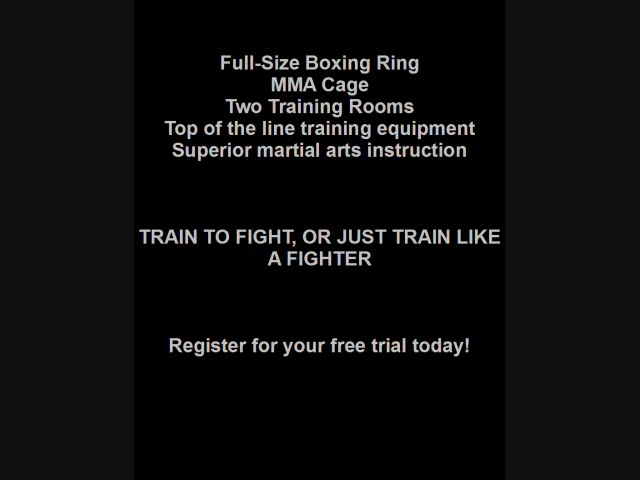 Full-Size Boxing Ring
MMA Cage
Two Training Rooms
Top of the line training equipment
Superior martial arts instruction
TRAIN TO FIGHT, OR JUST TRAIN LIKE
A FIGHTER
Register for your free trial today!